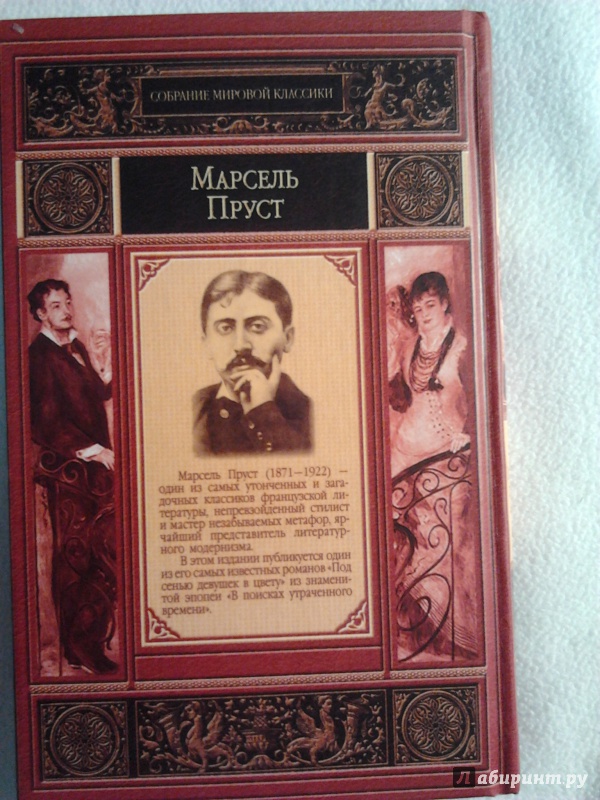 СОБРАНИЕ МИРОВОЙ КЛАССИКИ
МАРСЕЛЬ
ПРУСТ
Марсель Пруст (1871—1922) —
один из самых утонченных и зага-
дочных классиков французской ли-
тературы, непревзойденный стилист
и мастер незабываемых метафор, яр-
чайший представитель литератур-
ного модернизма.
В этом издании публикуется один
из его самых известных романов «Под
сенью девушек в цвету» из знамени-
той эпопеи «В поисках утраченного
времени».
Лабиринт.ру